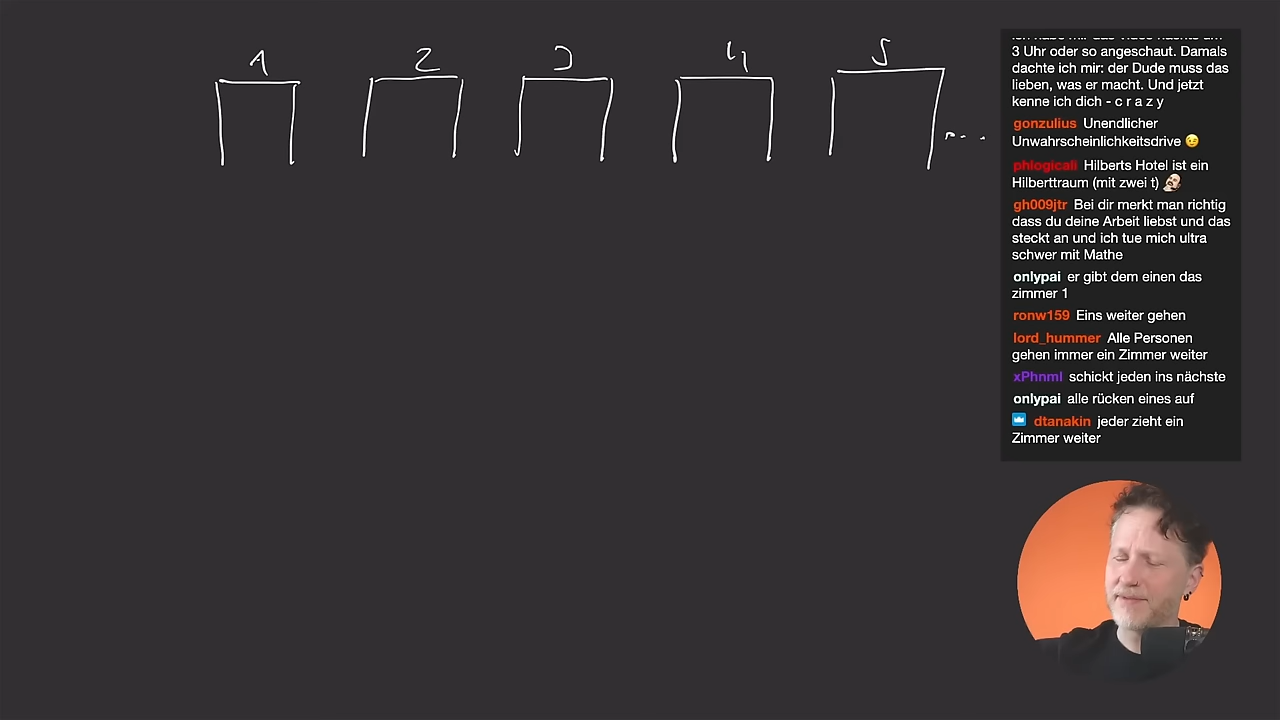 1 2 3 4 5
...
3 Uhr oder so angeschaut. Damals
dachte ich mir: der Dude muss das
lieben, was er macht. Und jetzt
kenne ich dich - c r a z y
gonzulius Unendlicher
Unwahrscheinlichkeitsdrive 😉
phlogicali Hilberts Hotel ist ein
Hilberttraum (mit zwei t)
gh009jtr Bei dir merkt man richtig
dass du deine Arbeit liebst und das
steckt an und ich tue mich ultra
schwer mit Mathe
onlypai er gibt dem einen das
zimmer 1
ronw159 Eins weiter gehen
lord_hummer Alle Personen
gehen immer ein Zimmer weiter
xPhnml schickt jeden ins nächste
onlypai alle rücken eines auf
dtanakin jeder zieht ein
Zimmer weiter